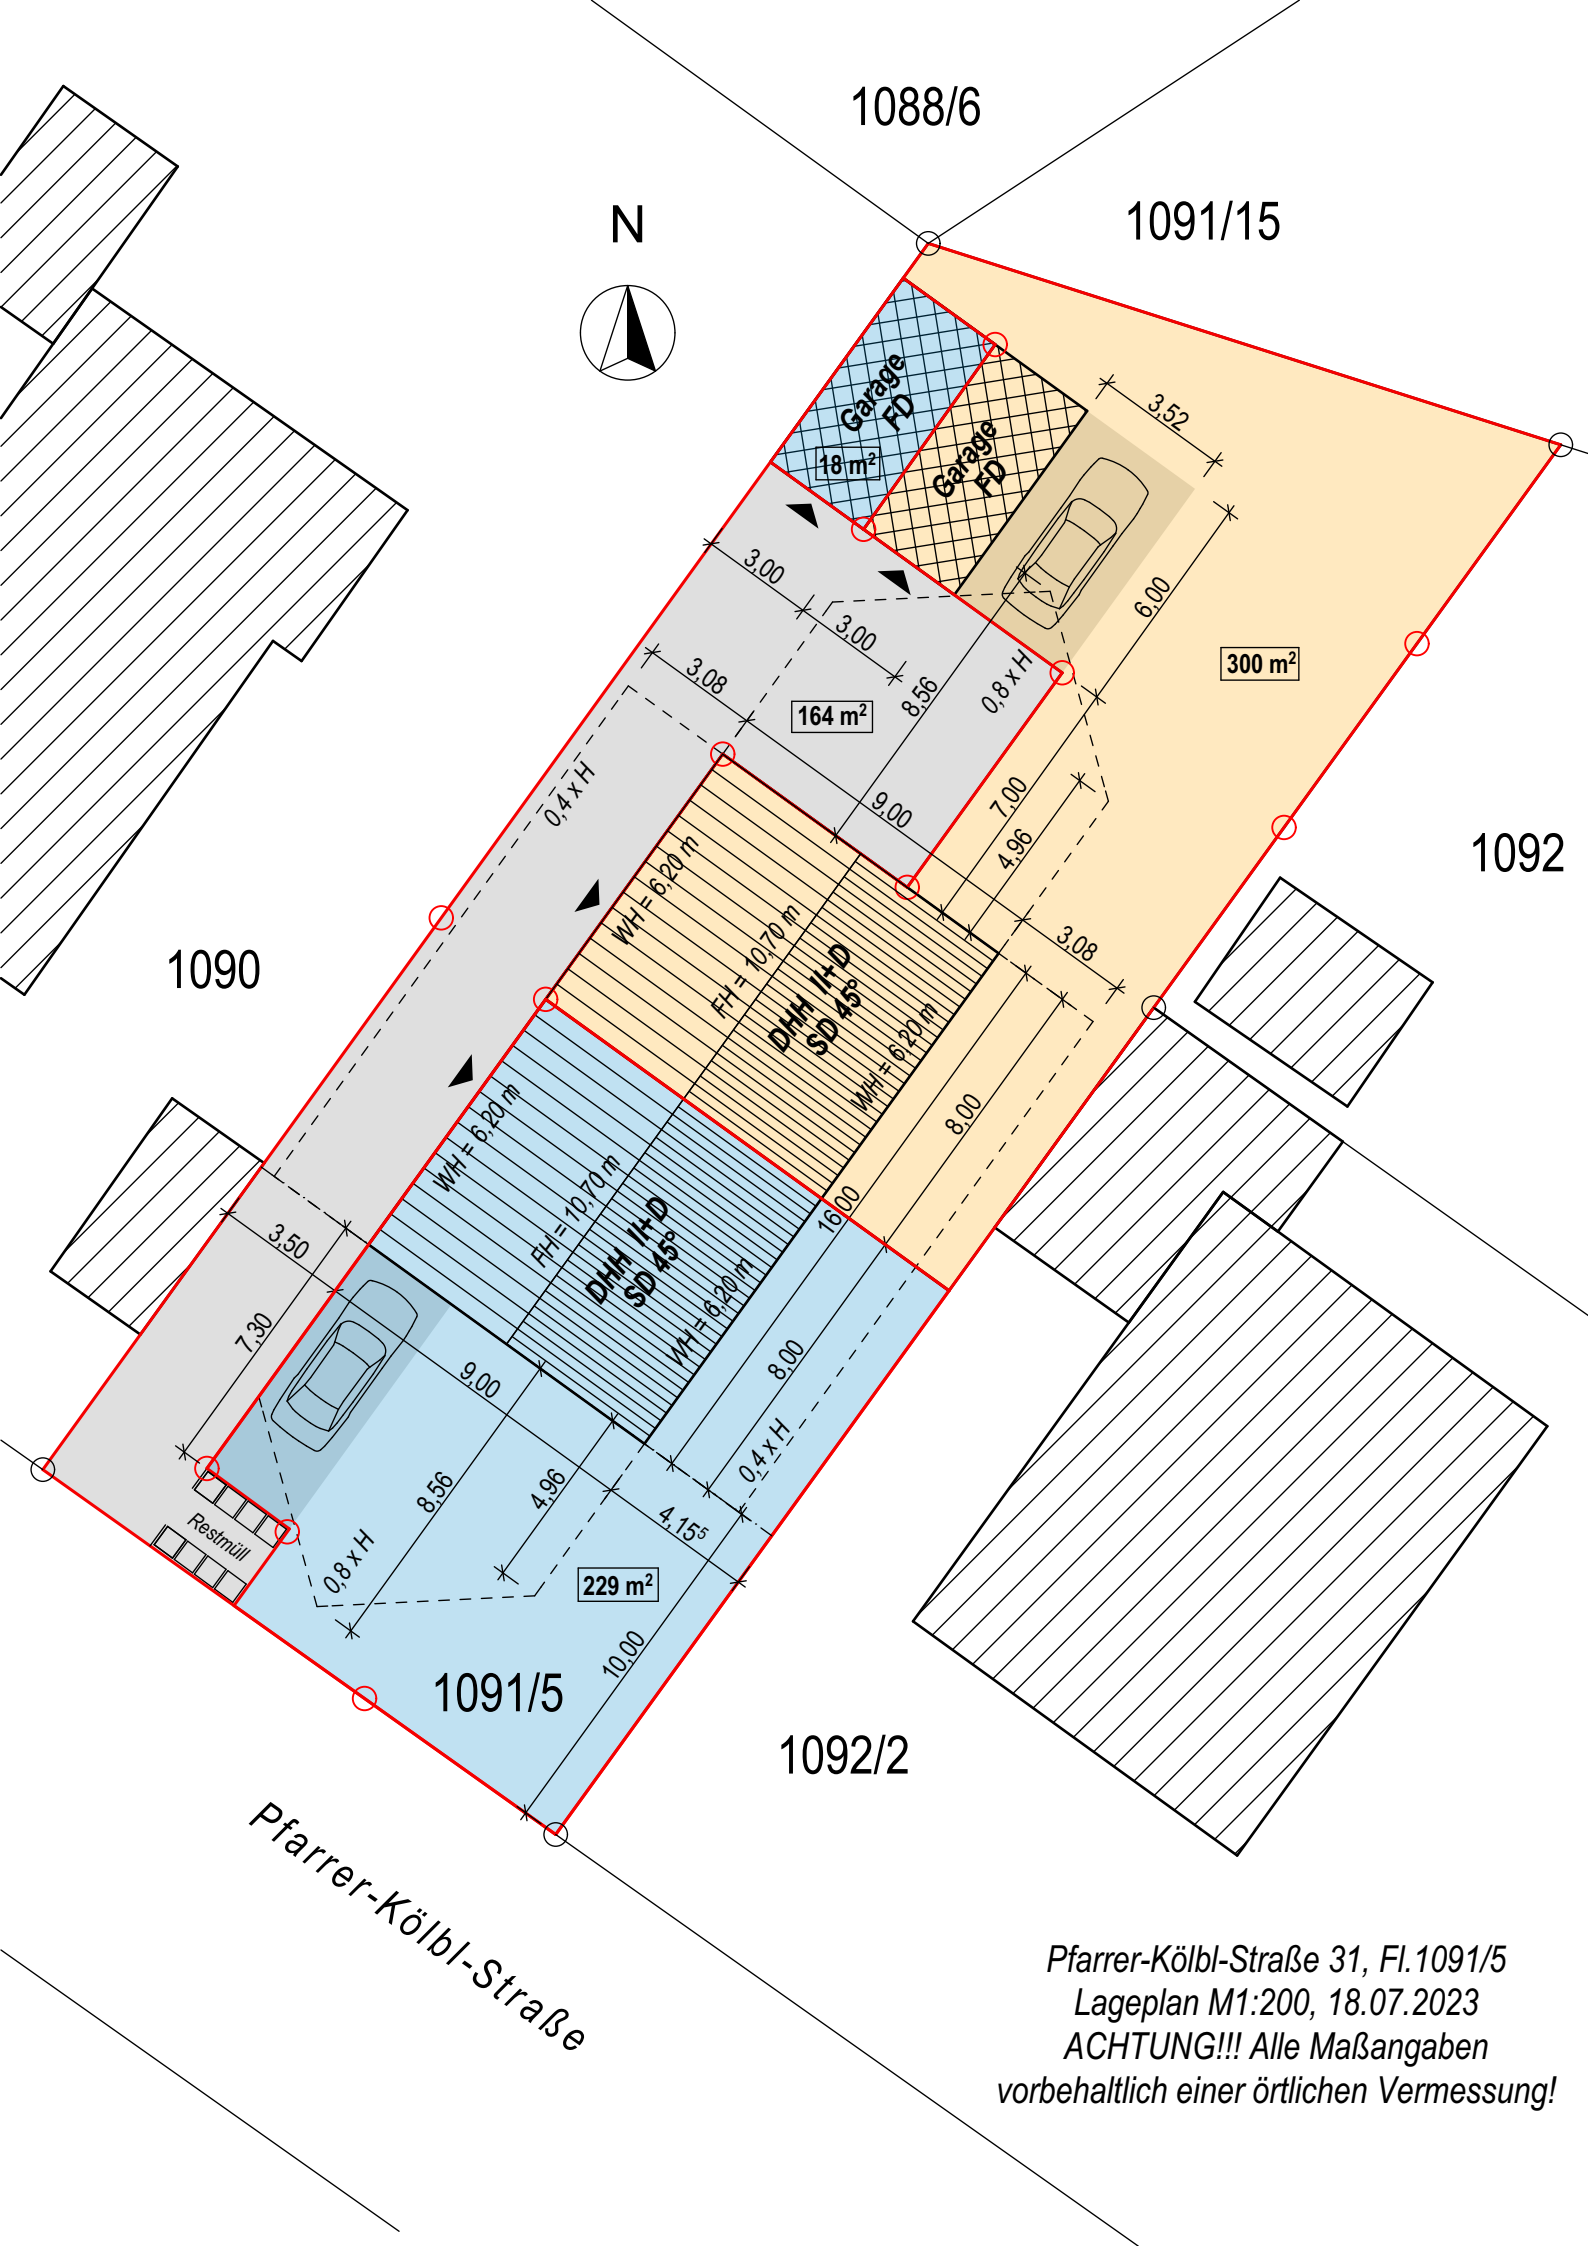 1088/6
1091/15
N
Garage
FD
18 m²
Garage
FD
3,52
3,00
3,00
6,00
3,08
164 m²
8,56
0,8 x H
300 m²
0,4 x H
9,00
7,00
4,96
1092
WH = 6,20 m
FH = 10,70 m
DHH II+D
SD 45°
WH = 6,20 m
3,08
1090
8,00
WH = 6,20 m
FH = 10,70 m
DHH II+D
SD 45°
WH = 6,20 m
16,00
3,50
7,30
9,00
8,00
0,4 x H
8,56
4,96
4,15⁵
Restmüll
0,8 x H
229 m²
10,00
1091/5
1092/2
Pfarrer-Kölbl-Straße
Pfarrer-Kölbl-Straße 31, Fl.1091/5
Lageplan M1:200, 18.07.2023
ACHTUNG!!! Alle Maßangaben
vorbehaltlich einer örtlichen Vermessung!